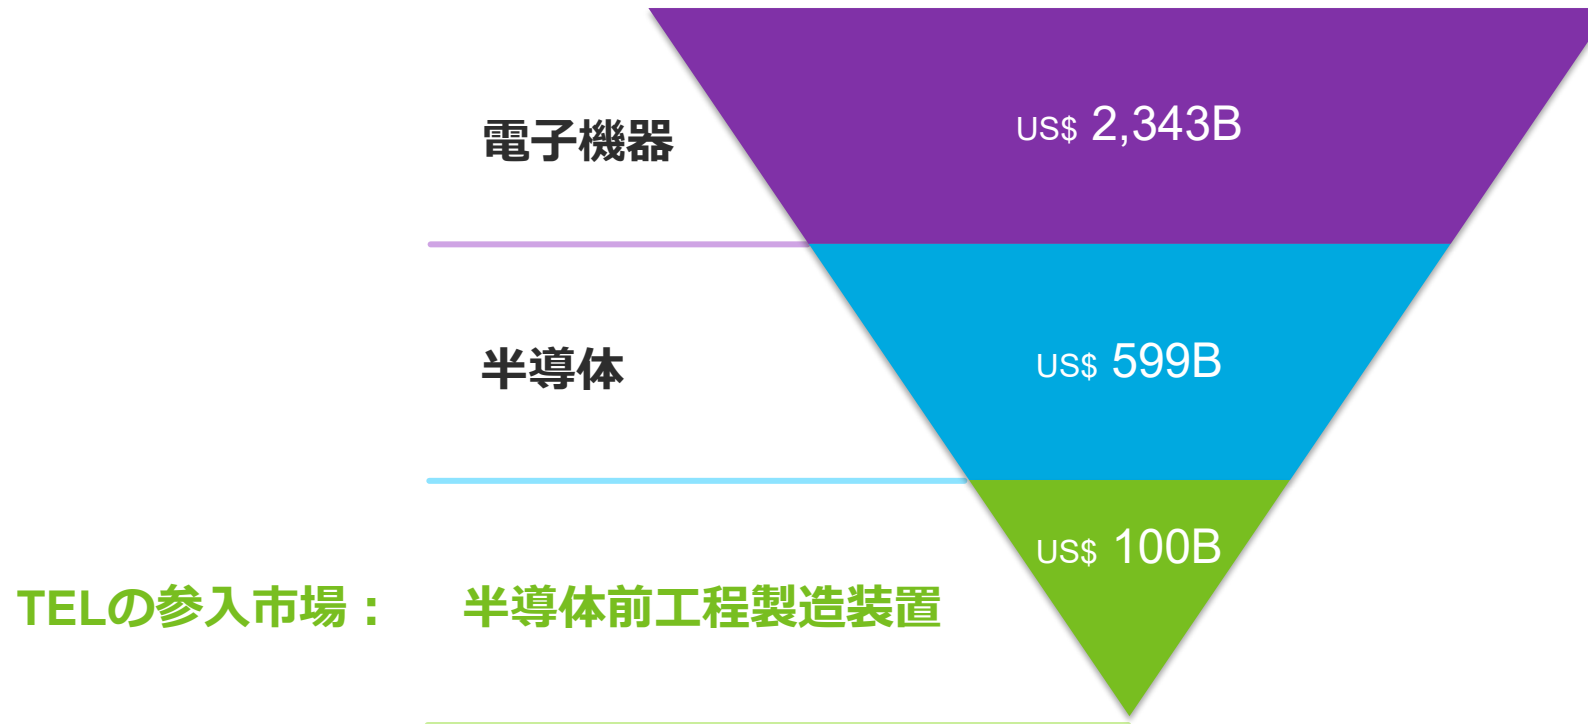 電子機器
US$ 2,343B
半導体
US$ 599B
US$ 100B
TELの参入市場： 半導体前工程製造装置